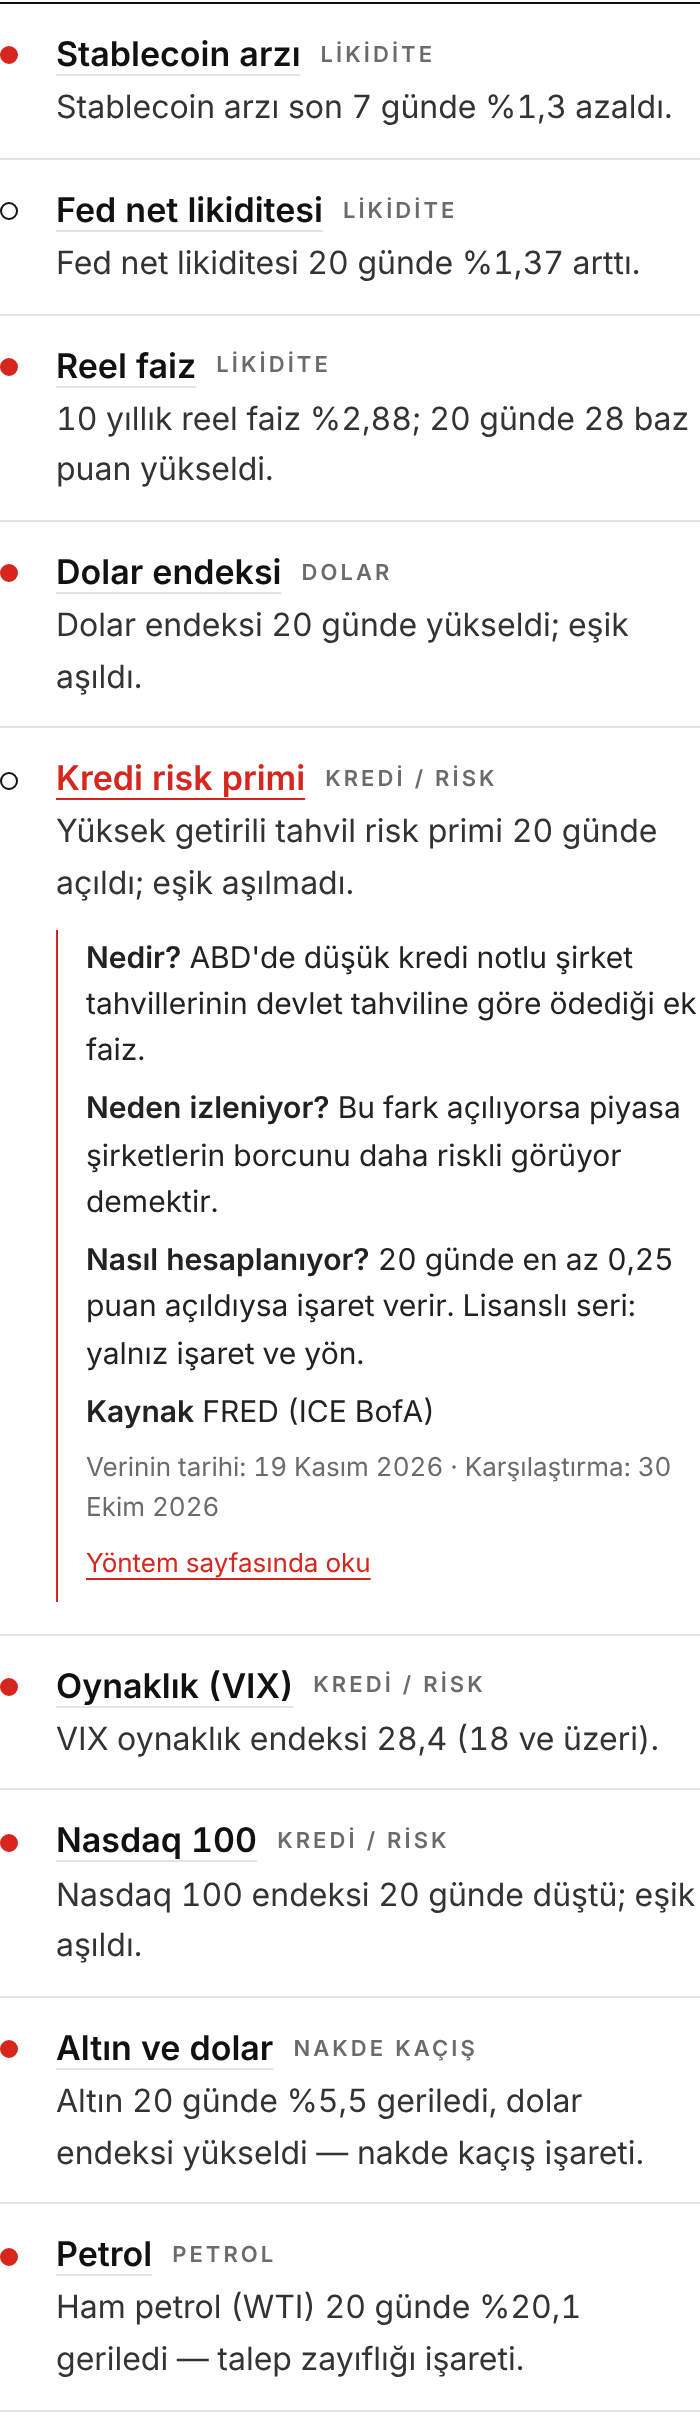 Stablecoin arzı LİKİDİTE
Stablecoin arzı son 7 günde %1,3 azaldı.
Fed net likiditesi LİKİDİTE
Fed net likiditesi 20 günde %1,37 arttı.
Reel faiz LİKİDİTE
10 yıllık reel faiz %2,88; 20 günde 28 baz
puan yükseldi.
Dolar endeksi DOLAR
Dolar endeksi 20 günde yükseldi; eşik
aşıldı.
Kredi risk primi KREDİ / RİSK
Yüksek getirili tahvil risk primi 20 günde
açıldı; eşik aşılmadı.
Nedir? ABD'de düşük kredi notlu şirket
tahvillerinin devlet tahviline göre ödediği ek
faiz.
Neden izleniyor? Bu fark açılıyorsa piyasa
şirketlerin borcunu daha riskli görüyor
demektir.
Nasıl hesaplanıyor? 20 günde en az 0,25
puan açıldıysa işaret verir. Lisanslı seri:
yalnız işaret ve yön.
Kaynak FRED (ICE BofA)
Verinin tarihi: 19 Kasım 2026 · Karşılaştırma: 30
Ekim 2026
Yöntem sayfasında oku
Oynaklık (VIX) KREDİ / RİSK
VIX oynaklık endeksi 28,4 (18 ve üzeri).
Nasdaq 100 KREDİ / RİSK
Nasdaq 100 endeksi 20 günde düştü; eşik
aşıldı.
Altın ve dolar NAKDE KAÇIŞ
Altın 20 günde %5,5 geriledi, dolar
endeksi yükseldi — nakde kaçış işareti.
Petrol PETROL
Ham petrol (WTI) 20 günde %20,1
geriledi — talep zayıflığı işareti.